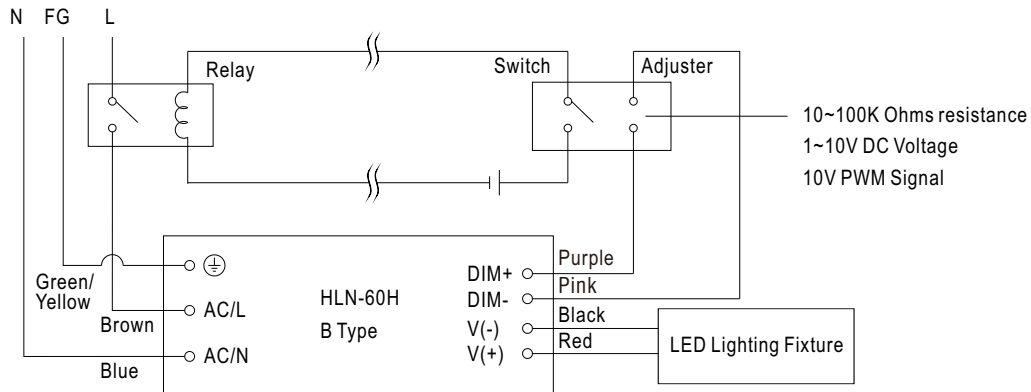 N FG L
Relay
Switch
Adjuster
10~100K Ohms resistance
1~10V DC Voltage
10V PWM Signal
Green/
Yellow
Brown
Blue
AC/L
AC/N
HLN-60H
B Type
DIM+
DIM-
V(-)
V(+)
Purple
Pink
Black
Red
LED Lighting Fixture